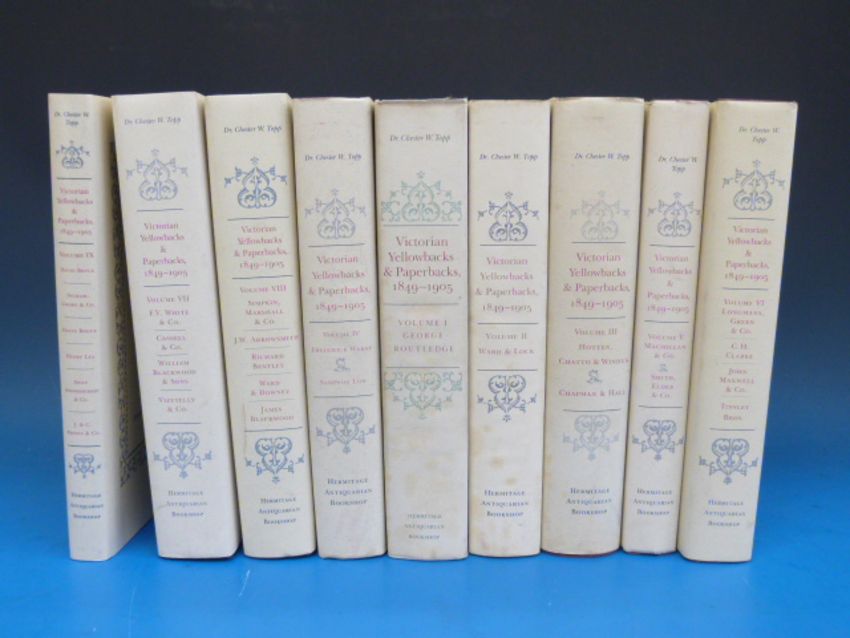 Dr. Chester W.
Topp
Victorian
Yellowbacks
&
Paperbacks,
1849–1905
Volume IX
Henry Lea
& Co.
Hermitage
Antiquarian
Bookshop
Dr. Chester W. Topp
Victorian
Yellowbacks
&
Paperbacks,
1849–1905
Volume VII
F.V. White
& Co.
Cassell
& Co.
William
Blackwood
& Sons
Vizetelly
& Co.
Hermitage
Antiquarian
Bookshop
Dr. Chester W. Topp
Victorian
Yellowbacks
& Paperbacks,
1849–1905
Volume VIII
Simpkin,
Marshall
& Co.
J.W. Arrowsmith
Richard
Bentley
Ward
& Downey
James
Blackwood
Hermitage
Antiquarian
Bookshop
Dr. Chester W. Topp
Victorian
Yellowbacks
& Paperbacks,
1849–1905
Volume IV
Frederick Warne
&
Sampson Low
Hermitage
Antiquarian
Bookshop
Dr. Chester W. Topp
Victorian
Yellowbacks
& Paperbacks,
1849–1905
Volume I
George
Routledge
Hermitage
Antiquarian
Bookshop
Dr. Chester W. Topp
Victorian
Yellowbacks
& Paperbacks,
1849–1905
Volume II
Ward & Lock
Hermitage
Antiquarian
Bookshop
Dr. Chester W. Topp
Victorian
Yellowbacks
& Paperbacks,
1849–1905
Volume III
Hotten,
Chatto & Windus
&
Chapman & Hall
Hermitage
Antiquarian
Bookshop
Dr. Chester W.
Topp
Victorian
Yellowbacks
&
Paperbacks,
1849–1905
Volume V
Macmillan
& Co.
&
Smith,
Elder
& Co.
Hermitage
Antiquarian
Bookshop
Dr. Chester W.
Topp
Victorian
Yellowbacks
&
Paperbacks,
1849–1905
Volume VI
Longmans,
Green
& Co.
C.H.
Clarke
John
Maxwell
& Co.
Tinsley
Bros.
Hermitage
Antiquarian
Bookshop